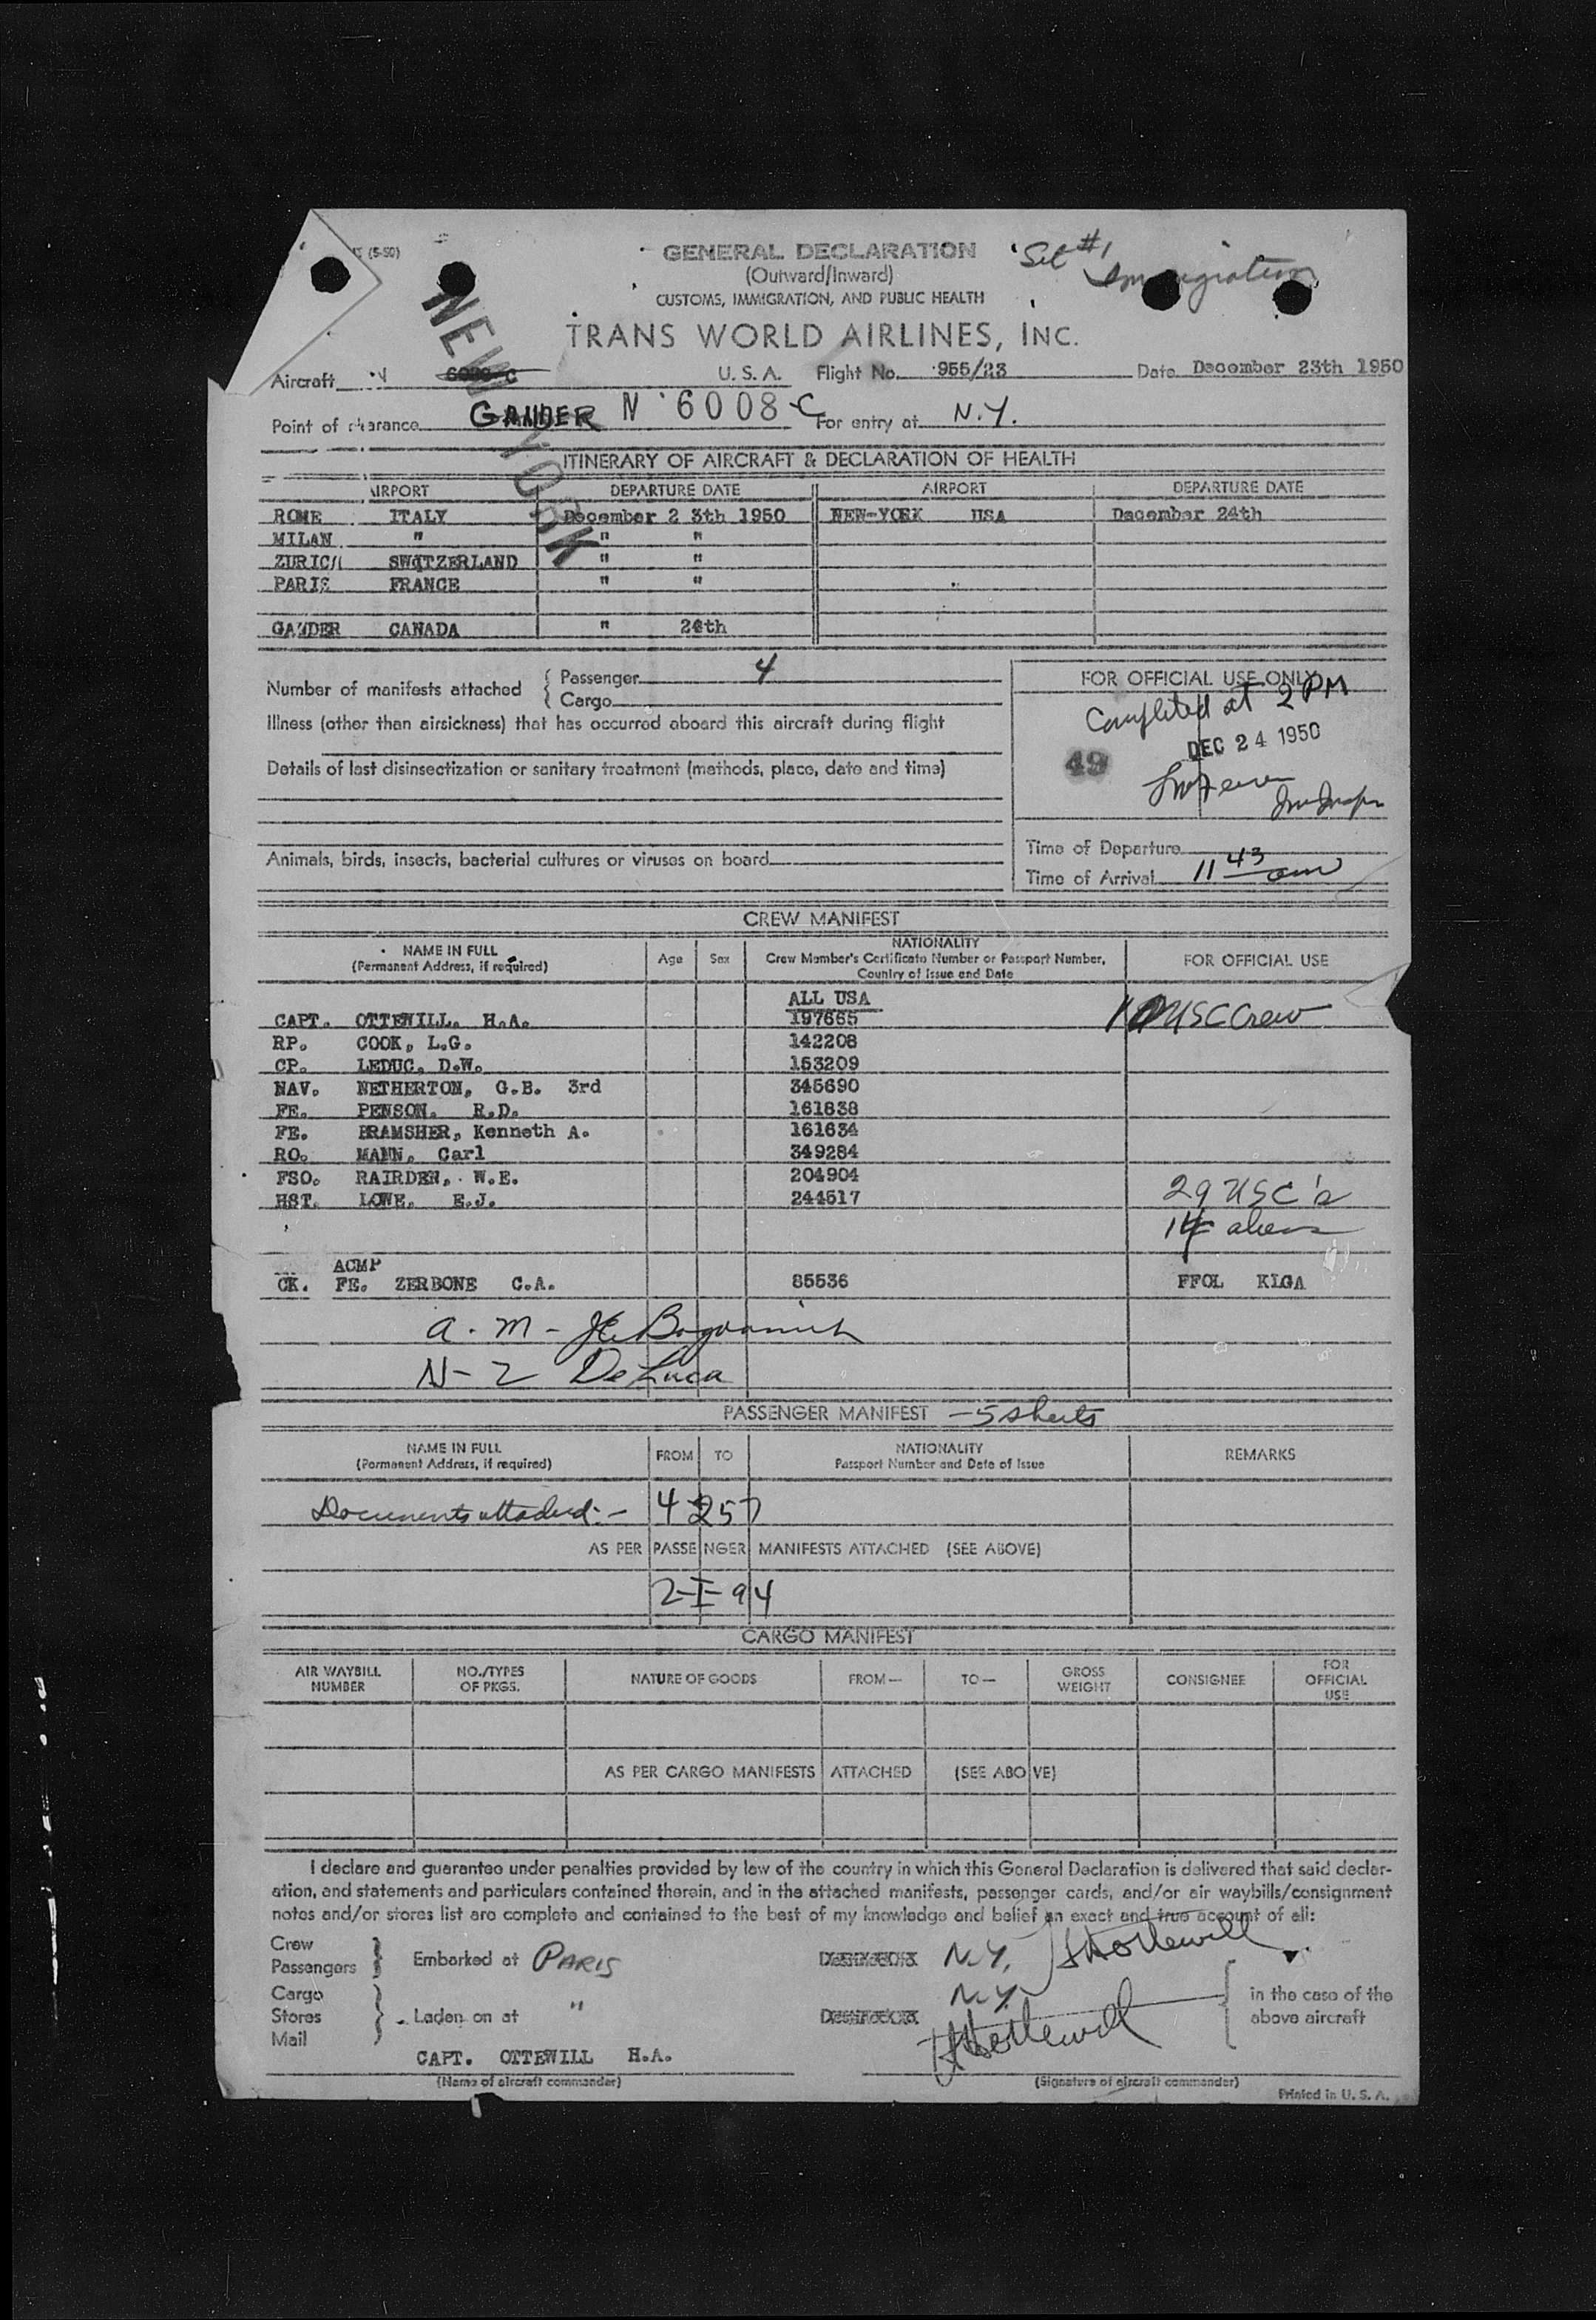 (5-50)
GENERAL DECLARATION
(Outward/Inward)
CUSTOMS, IMMIGRATION, AND PUBLIC HEALTH
Set #1
Immigration
TRANS WORLD AIRLINES, INC.
NEW YORK
Aircraft N U.S.A. Flight No. 955/23 Date December 23th 1950
Point of clearance GANDER N 6008-C For entry at N.Y.
ITINERARY OF AIRCRAFT & DECLARATION OF HEALTH
AIRPORT DEPARTURE DATE AIRPORT DEPARTURE DATE
ROME ITALY December 2 3th 1950 NEW-YORK USA December 24th
MILAN " " "
ZURICH SWITZERLAND " "
PARIS FRANCE " "
GANDER CANADA " 24th
Number of manifests attached { Passenger 4
Cargo
Illness (other than airsickness) that has occurred aboard this aircraft during flight
Details of last disinsectization or sanitary treatment (methods, place, date and time)
Animals, birds, insects, bacterial cultures or viruses on board
FOR OFFICIAL USE ONLY
Completed at 2 PM
DEC 24 1950
49
Time of Departure
Time of Arrival 11 43 am
CREW MANIFEST
NAME IN FULL
(Permanent Address, if required)
Age Sex
NATIONALITY
Crew Member's Certificate Number or Passport Number,
Country of Issue and Date
FOR OFFICIAL USE
ALL USA
CAPT. OTTEWILL. H.A. 197665
USC Crew
RP. COOK, L.G. 142208
CP. LEDUC. D.W. 153209
NAV. NETHERTON, G.B. 3rd 345690
FE. PENSON. R.D. 161838
FE. BRAMSHER, Kenneth A. 161634
RO. MANN. Carl 349284
FSO. RAIRDEN, W.E. 204904
HST. LOWE. E.J. 244517
29 USC's
aliens
ACMP
CK. FE. ZERBONE C.A. 85536 FFOL KIGA
A.M -
N-2 DeLuca
PASSENGER MANIFEST - 5 sheets
NAME IN FULL
(Permanent Address, if required)
FROM TO
NATIONALITY
Passport Number and Date of Issue
REMARKS
Documents attached:- 4 257
AS PER PASSENGER MANIFESTS ATTACHED (SEE ABOVE)
2-I-94
CARGO MANIFEST
AIR WAYBILL NUMBER NO./TYPES OF PKGS. NATURE OF GOODS FROM— TO— GROSS WEIGHT CONSIGNEE FOR OFFICIAL USE
AS PER CARGO MANIFESTS ATTACHED (SEE ABOVE)
I declare and guarantee under penalties provided by law of the country in which this General Declaration is delivered that said declar-
ation, and statements and particulars contained therein, and in the attached manifests, passenger cards, and/or air waybills/consignment
notes and/or stores list are complete and contained to the best of my knowledge and belief an exact and true account of all:
Crew
Passengers } Embarked at PARIS N.Y. HAOttewill
Cargo
Stores } Laden on at " N.Y. { in the case of the
above aircraft
Mail
HAOttewill
CAPT. OTTEWILL H.A.
(Name of aircraft commander) (Signature of aircraft commander)
Printed in U. S. A.